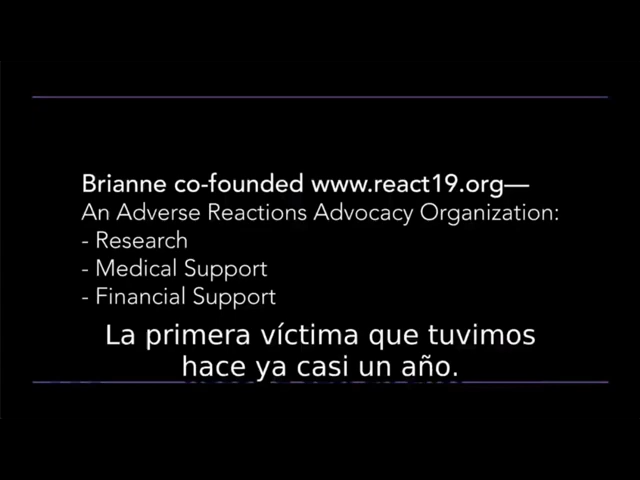 Brianne co-founded www.react19.org—
An Adverse Reactions Advocacy Organization:
- Research
- Medical Support
- Financial Support
La primera víctima que tuvimos
hace ya casi un año.